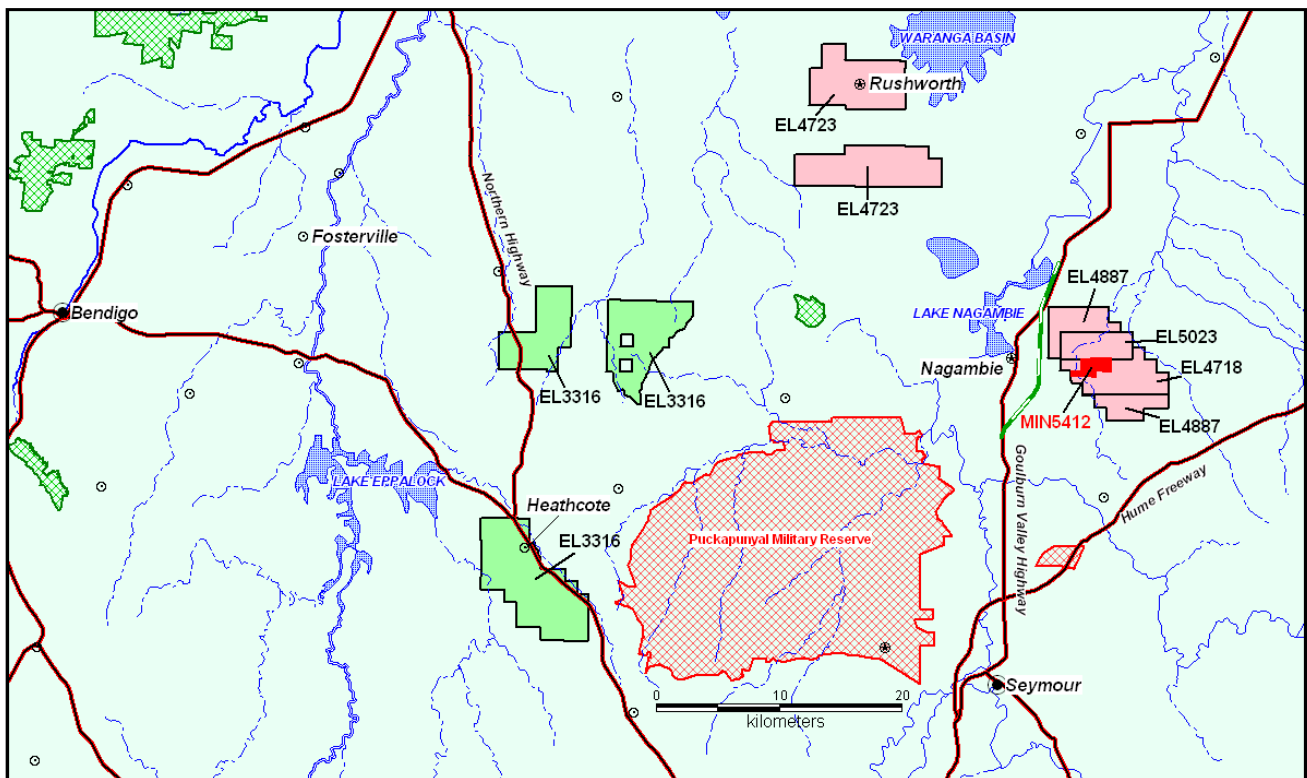 WARANGA BASIN
Rushworth
EL4723
Northern Highway
EL4723
Fosterville
EL4887
Bendigo
LAKE NAGAMBIE
EL5023
Nagambie
EL4718
EL3316
EL3316
MIN5412
EL4887
LAKE EPPALOCK
Heathcote
Goulburn Valley Highway
Hume Freeway
EL3316
Puckapunyal Military Reserve
Seymour
0 10 20
kilometers